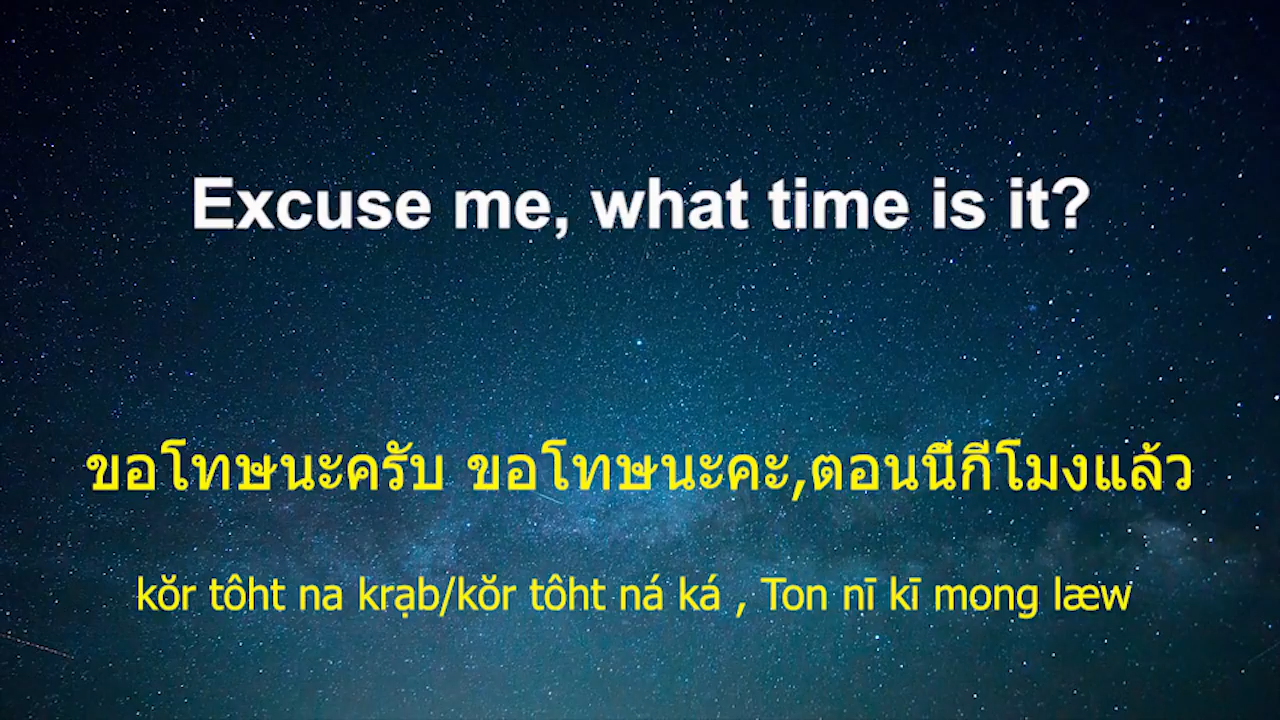 Excuse me, what time is it?
ขอโทษนะครับ ขอโทษนะคะ,ตอนนี้กี่โมงแล้ว
kŏr tôht na krąb/kŏr tôht ná ká , Ton nī kī mong læw